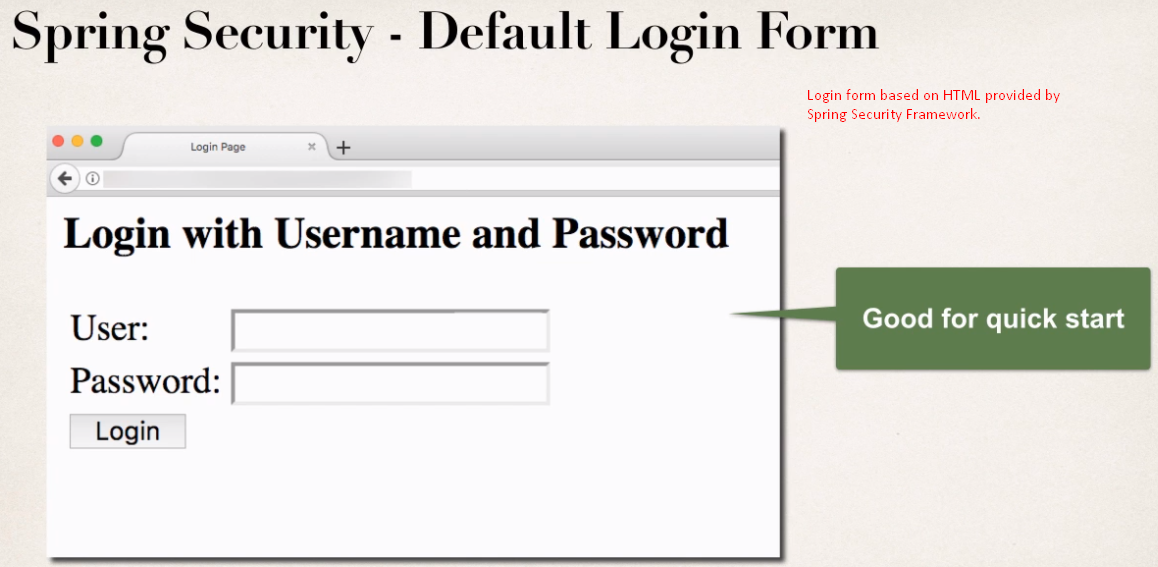 Spring Security - Default Login Form
Login form based on HTML provided by
Spring Security Framework.
Login Page
Login with Username and Password
User:
Good for quick start
Password:
Login